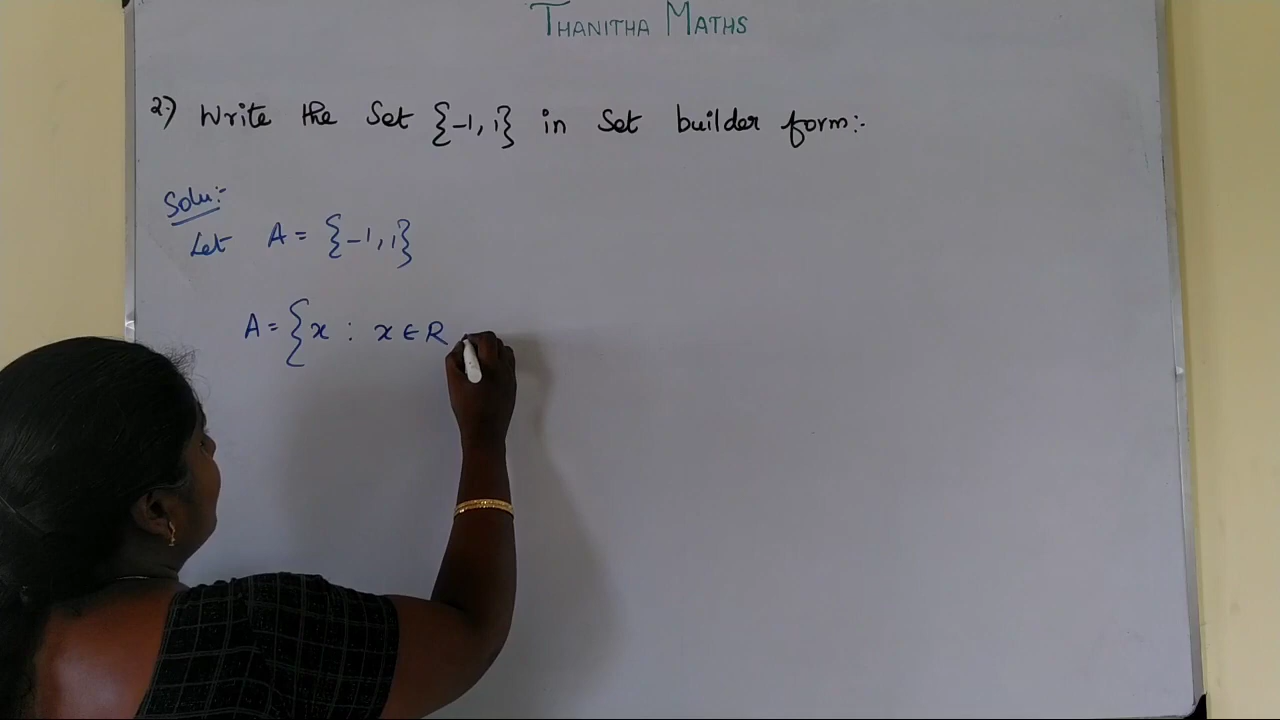 THANITHA MATHS
2) Write the Set {-1, 1} in Set builder form:-
Solu:-
Let A = {-1, 1}
A = { x : x ∈ R